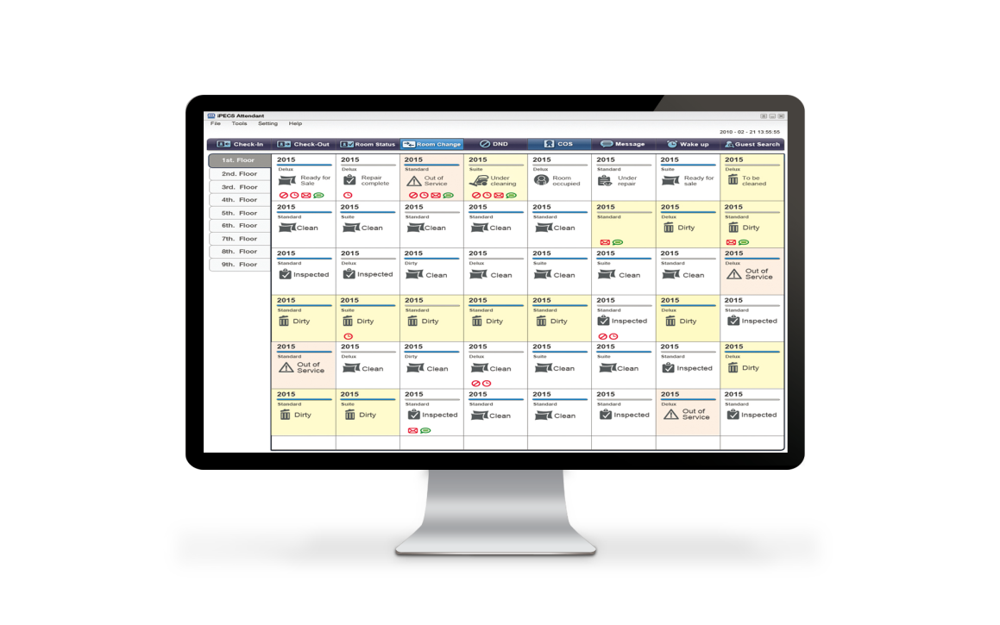 iPECS Attendant
File Tools Setting Help
2010 - 02 - 21 13:55:55
Check-In Check-Out Room Status Room Change DND COS Message Wake up Guest Search
1st. Floor
2nd. Floor
3rd. Floor
4th. Floor
5th. Floor
6th. Floor
7th. Floor
8th. Floor
9th. Floor
2015 2015 2015 2015 2015 2015 2015 2015
Delux Delux Standard Suite Delux Standard Suite Delux
Ready for Repair Out of Under Room Under Ready for To be
Sale complete Service cleaning occupied repair sale cleaned
2015 2015 2015 2015 2015 2015 2015 2015
Standard Suite Standard Standard Standard Standard Delux Standard
Clean Clean Clean Clean Clean Dirty Dirty
2015 2015 2015 2015 2015 2015 2015 2015
Standard Delux Dirty Delux Suite Suite Standard Delux
Inspected Inspected Clean Clean Clean Clean Clean Out of
Service
2015 2015 2015 2015 2015 2015 2015 2015
Standard Suite Standard Standard Standard Standard Delux Standard
Dirty Dirty Dirty Dirty Dirty Inspected Dirty Inspected
2015 2015 2015 2015 2015 2015 2015 2015
Standard Delux Dirty Delux Suite Suite Standard Delux
Out of Clean Clean Clean Clean Clean Inspected Dirty
Service
2015 2015 2015 2015 2015 2015 2015 2015
Standard Suite Standard Standard Standard Standard Delux Standard
Dirty Dirty Inspected Clean Clean Inspected Out of Inspected
Service